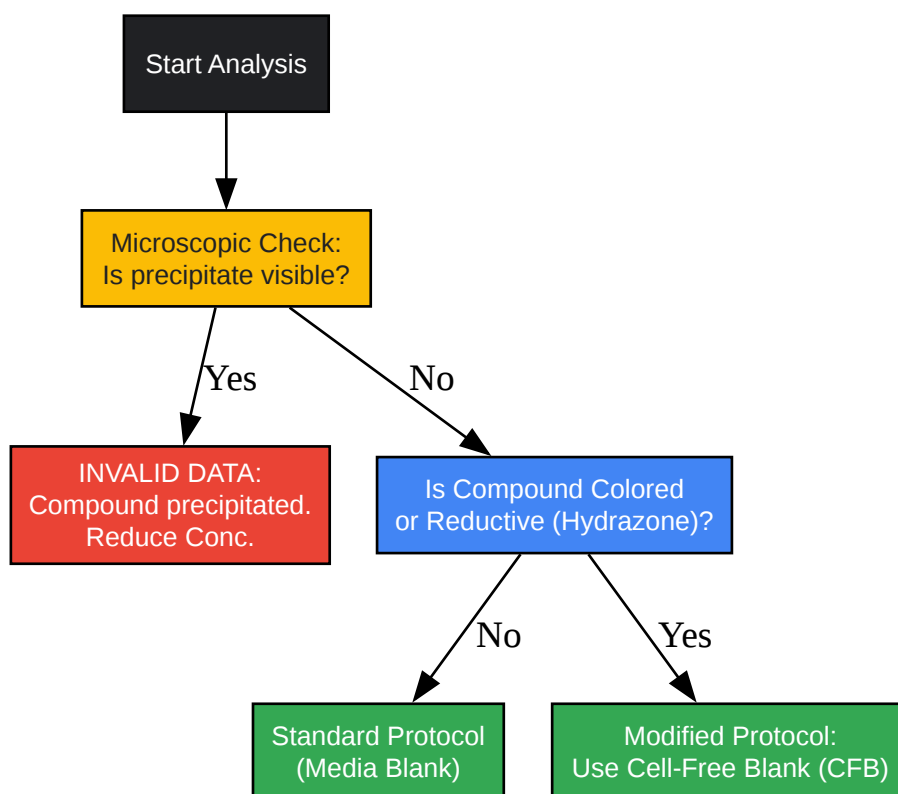 Start Analysis
Microscopic Check:
Is precipitate visible?
Yes
No
INVALID DATA:
Compound precipitated.
Reduce Conc.
Is Compound Colored
or Reductive (Hydrazone)?
No
Yes
Standard Protocol
(Media Blank)
Modified Protocol:
Use Cell-Free Blank (CFB)